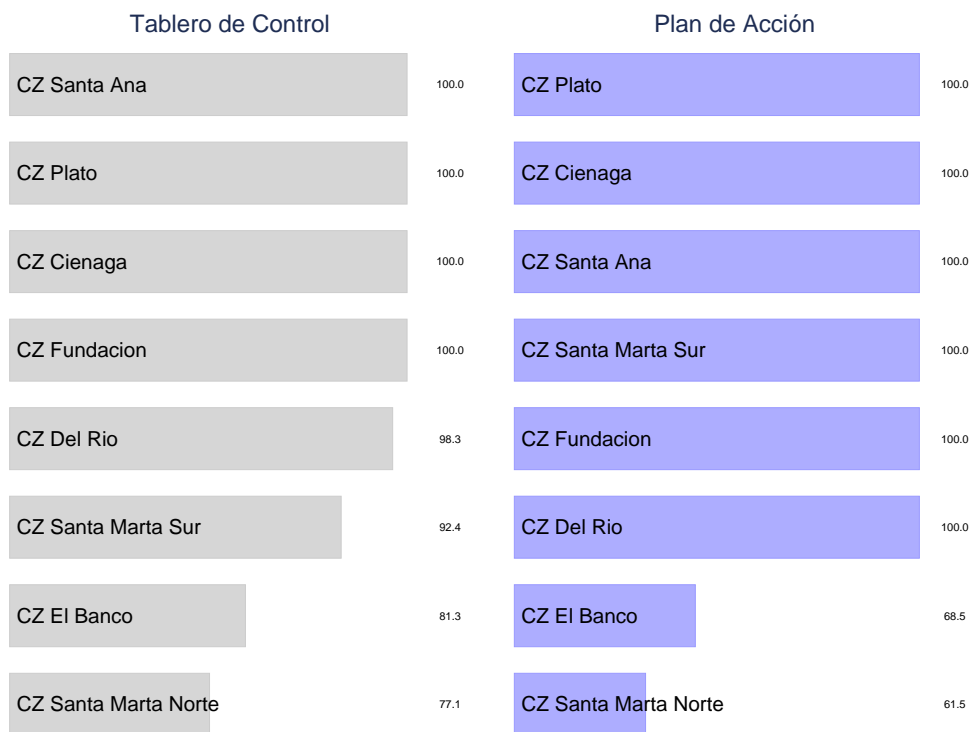 Tablero de Control
CZ Santa Ana 100.0
CZ Plato 100.0
CZ Cienaga 100.0
CZ Fundacion 100.0
CZ Del Rio 98.3
CZ Santa Marta Sur 92.4
CZ El Banco 81.3
CZ Santa Marta Norte 77.1
Plan de Acción
CZ Plato 100.0
CZ Cienaga 100.0
CZ Santa Ana 100.0
CZ Santa Marta Sur 100.0
CZ Fundacion 100.0
CZ Del Rio 100.0
CZ El Banco 68.5
CZ Santa Marta Norte 61.5